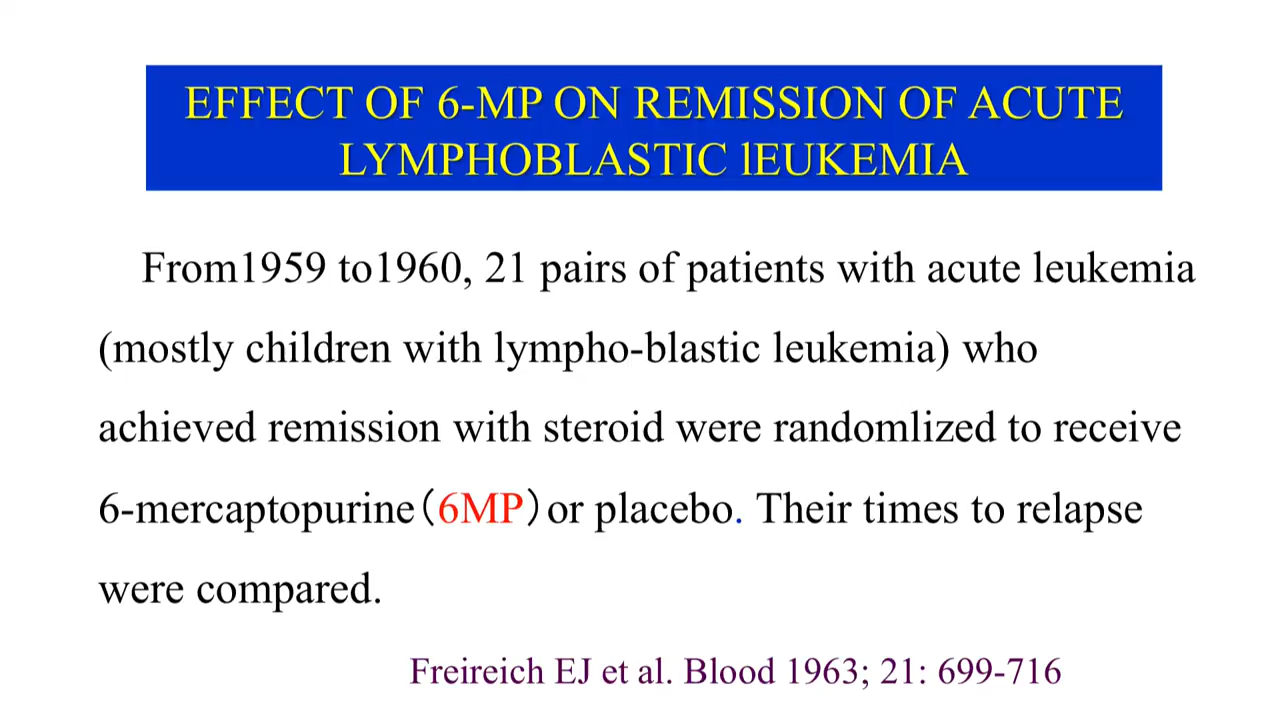 EFFECT OF 6-MP ON REMISSION OF ACUTE
LYMPHOBLASTIC lEUKEMIA
From1959 to1960, 21 pairs of patients with acute leukemia
(mostly children with lympho-blastic leukemia) who
achieved remission with steroid were randomlized to receive
6-mercaptopurine（6MP）or placebo. Their times to relapse
were compared.
Freireich EJ et al. Blood 1963; 21: 699-716